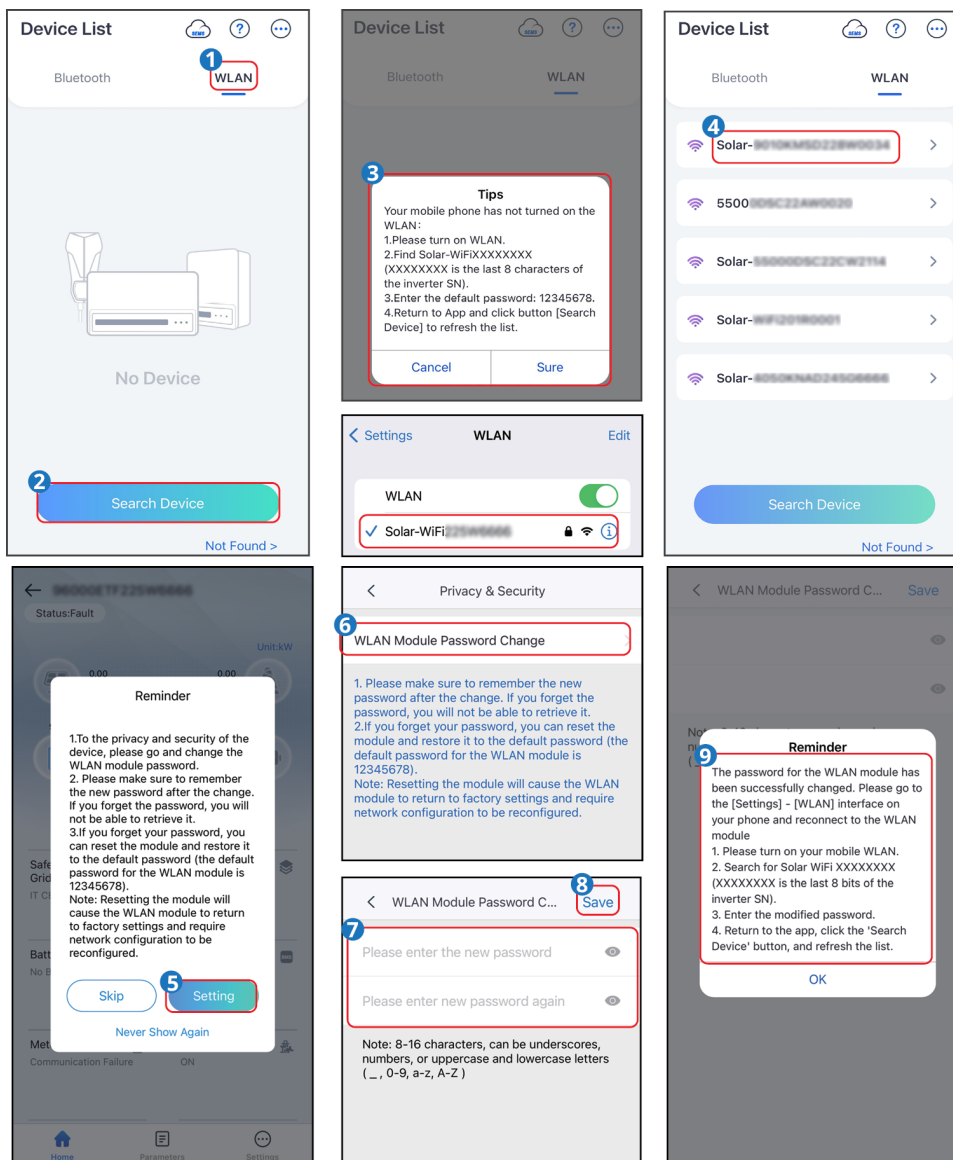 Device List
SEMS
?
Bluetooth
1
WLAN
No Device
2
Search Device
Not Found >
Device List
SEMS
?
Bluetooth
WLAN
3
Tips
Your mobile phone has not turned on the
WLAN:
1.Please turn on WLAN.
2.Find Solar-WiFiXXXXXXXX
(XXXXXXXX is the last 8 characters of
the inverter SN).
3.Enter the default password: 12345678.
4.Return to App and click button [Search
Device] to refresh the list.
Cancel
Sure
Settings
WLAN
Edit
WLAN
Solar-WiFi
Device List
SEMS
?
Bluetooth
WLAN
4
Solar-
5500
Solar-
Solar-
Solar-
Search Device
Not Found >
Status:Fault
Unit:kW
0.00
0.00
Reminder
1.To the privacy and security of the
device, please go and change the
WLAN module password.
2. Please make sure to remember
the new password after the change.
If you forget the password, you will
not be able to retrieve it.
3.If you forget your password, you
can reset the module and restore it
to the default password (the default
password for the WLAN module is
12345678).
Note: Resetting the module will
cause the WLAN module to return
to factory settings and require
network configuration to be
reconfigured.
Skip
5
Setting
Never Show Again
Communication Failure
ON
Home
Parameters
Settings
Privacy & Security
6
WLAN Module Password Change
1. Please make sure to remember the new
password after the change. If you forget the
password, you will not be able to retrieve it.
2.If you forget your password, you can reset the
module and restore it to the default password (the
default password for the WLAN module is
12345678).
Note: Resetting the module will cause the WLAN
module to return to factory settings and require
network configuration to be reconfigured.
WLAN Module Password C...
8
Save
7
Please enter the new password
Please enter new password again
Note: 8-16 characters, can be underscores,
numbers, or uppercase and lowercase letters
( _ , 0-9, a-z, A-Z )
WLAN Module Password C...
Save
9
Reminder
The password for the WLAN module has
been successfully changed. Please go to
the [Settings] - [WLAN] interface on
your phone and reconnect to the WLAN
module
1. Please turn on your mobile WLAN.
2. Search for Solar WiFi XXXXXXXX
(XXXXXXXX is the last 8 bits of the
inverter SN).
3. Enter the modified password.
4. Return to the app, click the 'Search
Device' button, and refresh the list.
OK